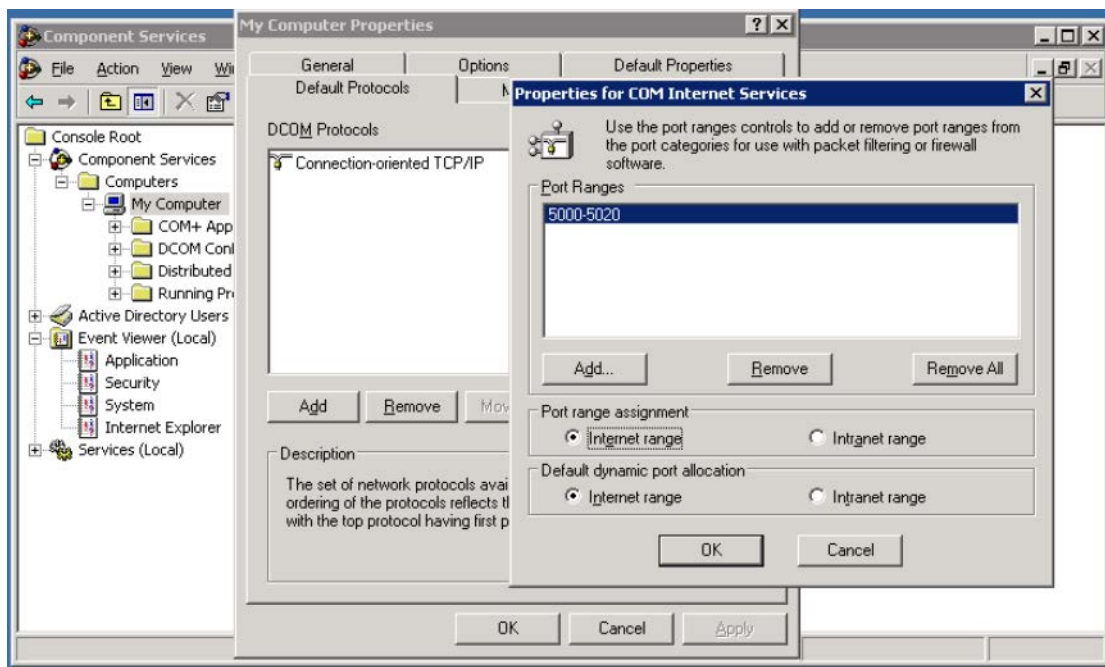 Component Services
File Action View Wi
Console Root
Component Services
Computers
My Computer
COM+ App
DCOM Con
Distributed
Running Pr
Active Directory Users
Event Viewer (Local)
Application
Security
System
Internet Explorer
Services (Local)
My Computer Properties
General Options Default Properties
Default Protocols
DCOM Protocols
Connection-oriented TCP/IP
Add Remove Mov
Description
The set of network protocols avai
ordering of the protocols reflects t
with the top protocol having first p
OK Cancel Apply
Properties for COM Internet Services
Use the port ranges controls to add or remove port ranges from
the port categories for use with packet filtering or firewall
software.
Port Ranges
5000-5020
Add... Remove Remove All
Port range assignment
Internet range Intranet range
Default dynamic port allocation
Internet range Intranet range
OK Cancel